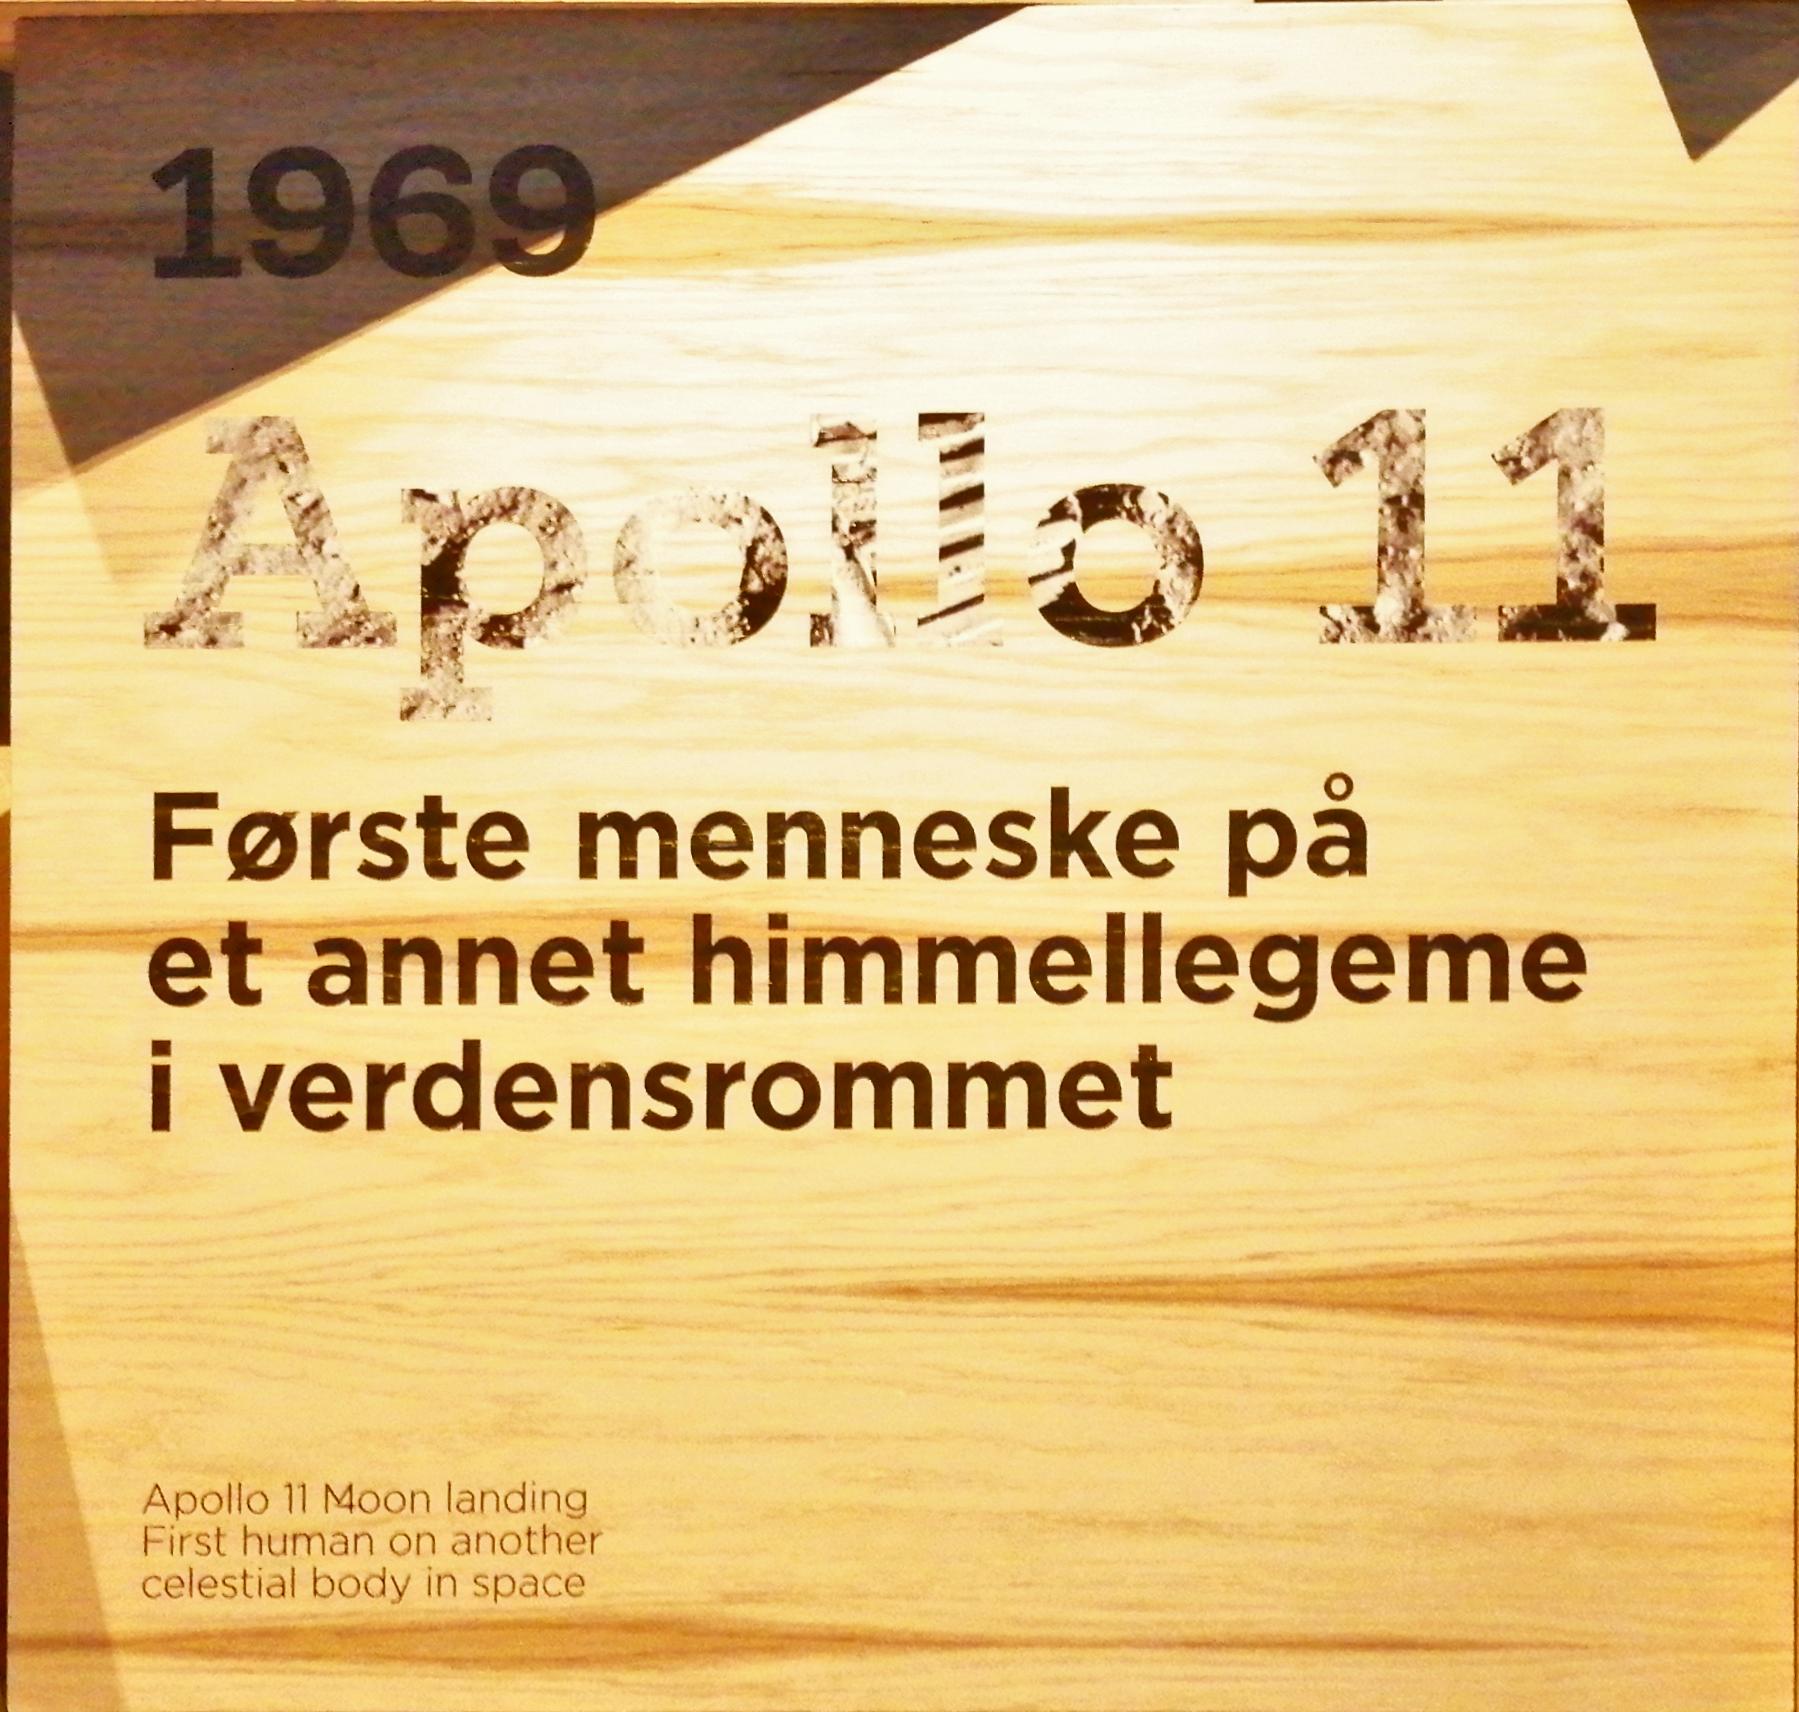 1969
Apollo 11
Første menneske på
et annet himmellegeme
i verdensrommet
Apollo 11 Moon landing
First human on another
celestial body in space